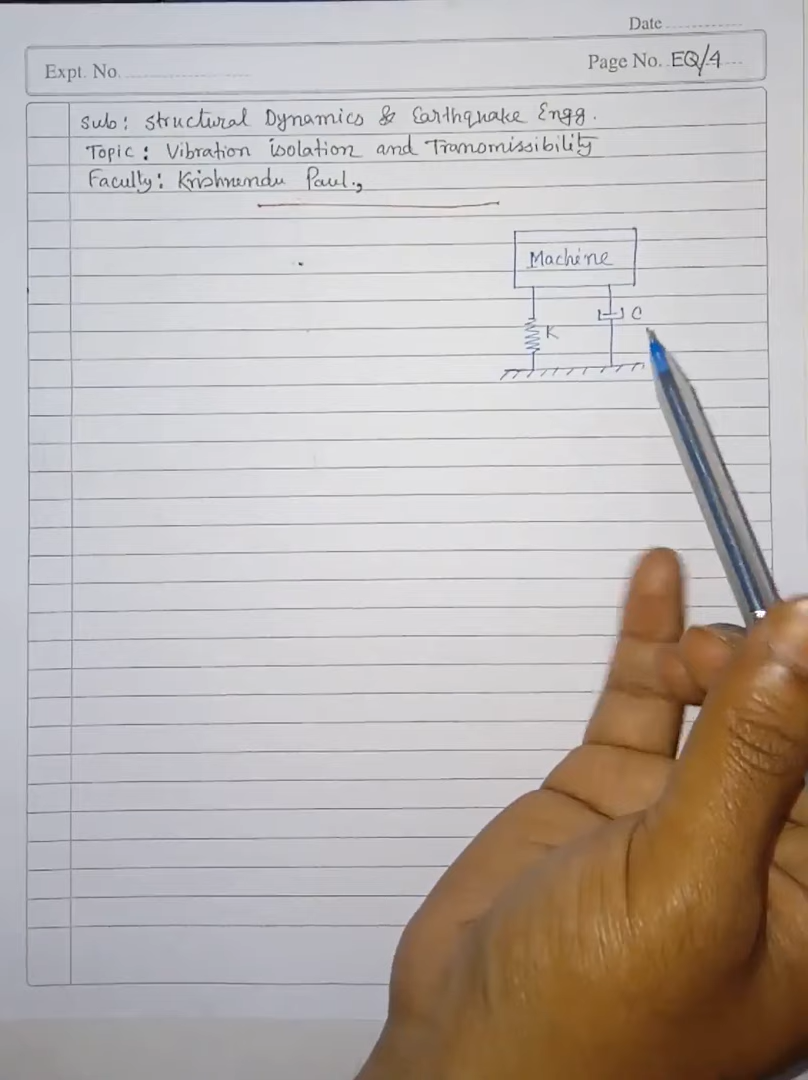 Date
Expt. No.
Page No. EQ/4
Sub: Structural Dynamics & Earthquake Engg.
Topic: Vibration isolation and Transmissibility
Faculty: Krishnendu Paul.,
Machine
C
K